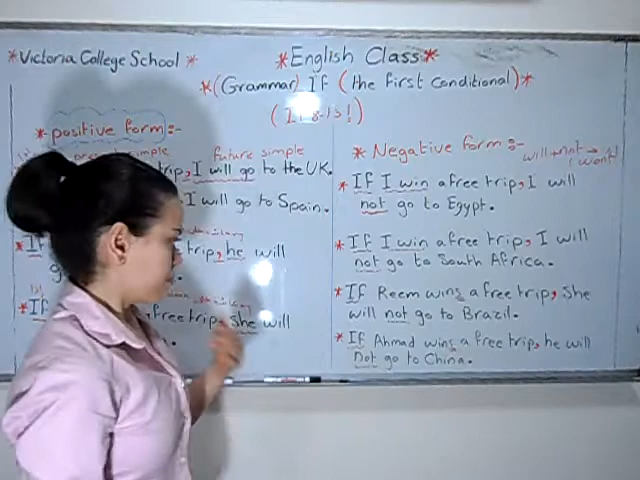 *Victoria College School *
*English Class*
*(Grammar) If (the first conditional)*
*positive form:-
simple
future simple
trip, I will go to the UK.
I will go to Spain.
* If
trip, he will
* If
free trip, she will
* Negative form:-
will+not →
(won't)
* If I win a free trip, I will
not go to Egypt.
* If I win a free trip, I will
not go to South Africa.
* If Reem wins a free trip, she
will not go to Brazil.
* If Ahmad wins a free trip, he will
Not go to China.